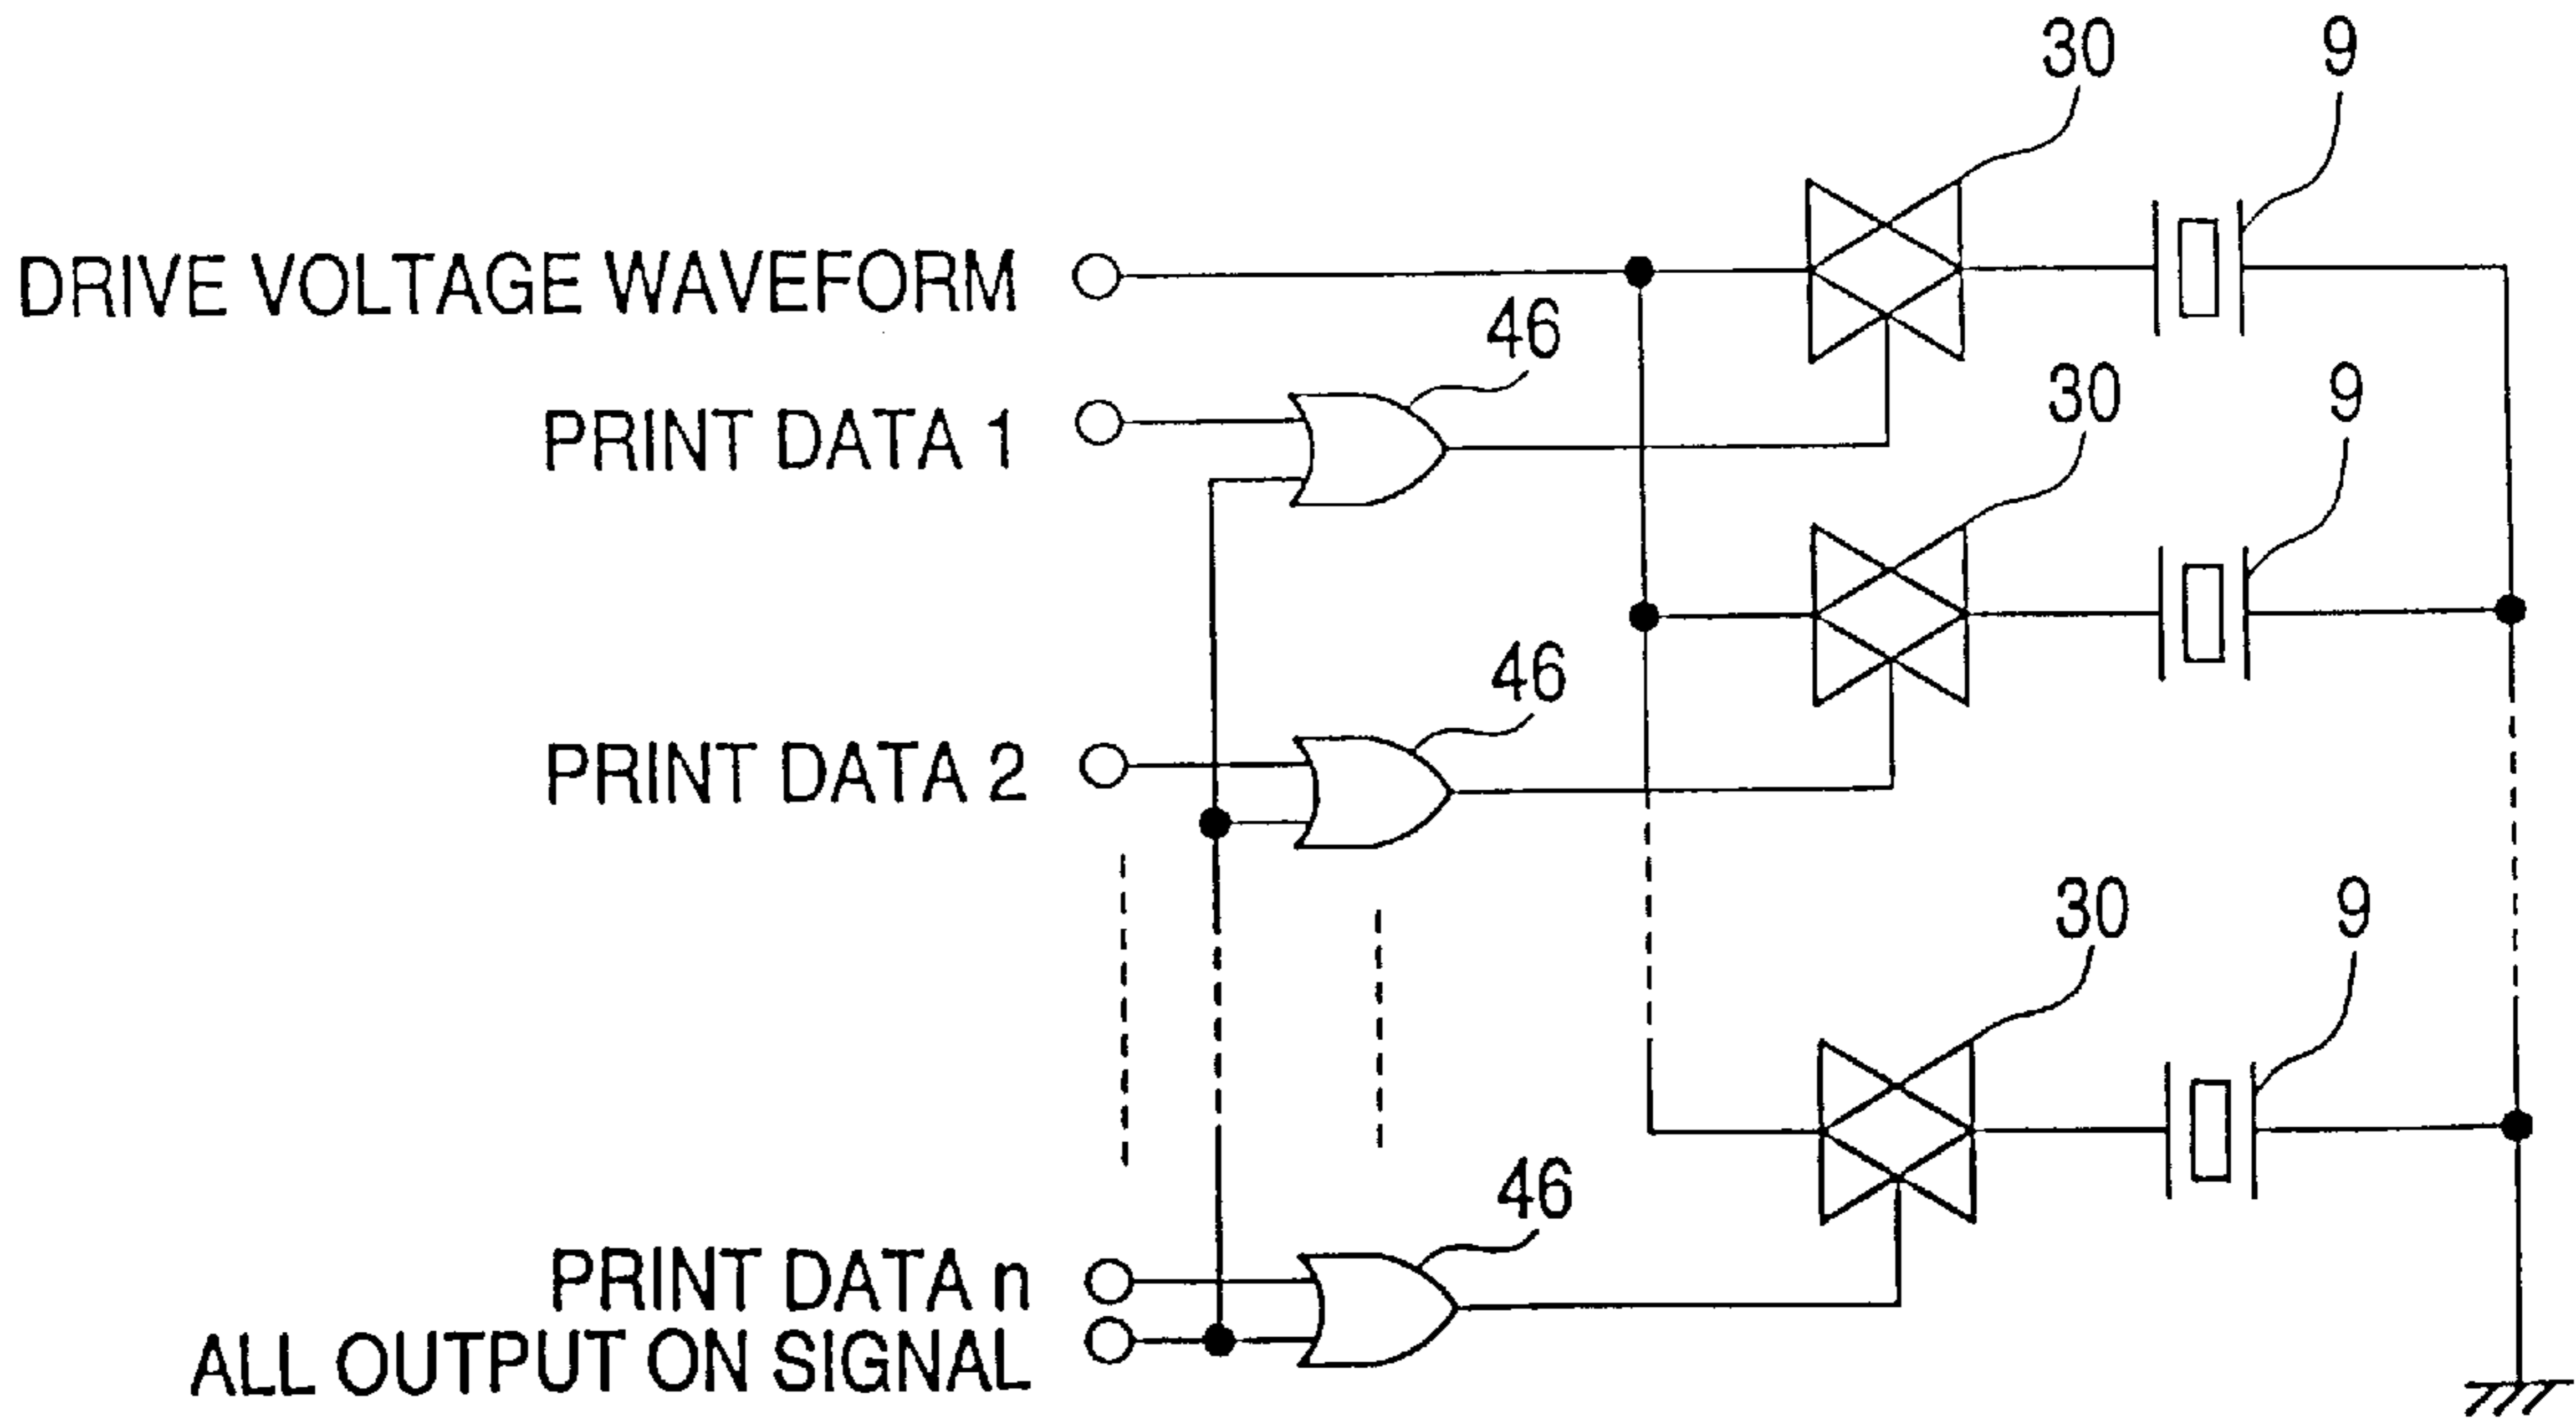 30
9
DRIVE VOLTAGE WAVEFORM
46
PRINT DATA 1
30
9
46
PRINT DATA 2
30
9
46
PRINT DATA n
ALL OUTPUT ON SIGNAL